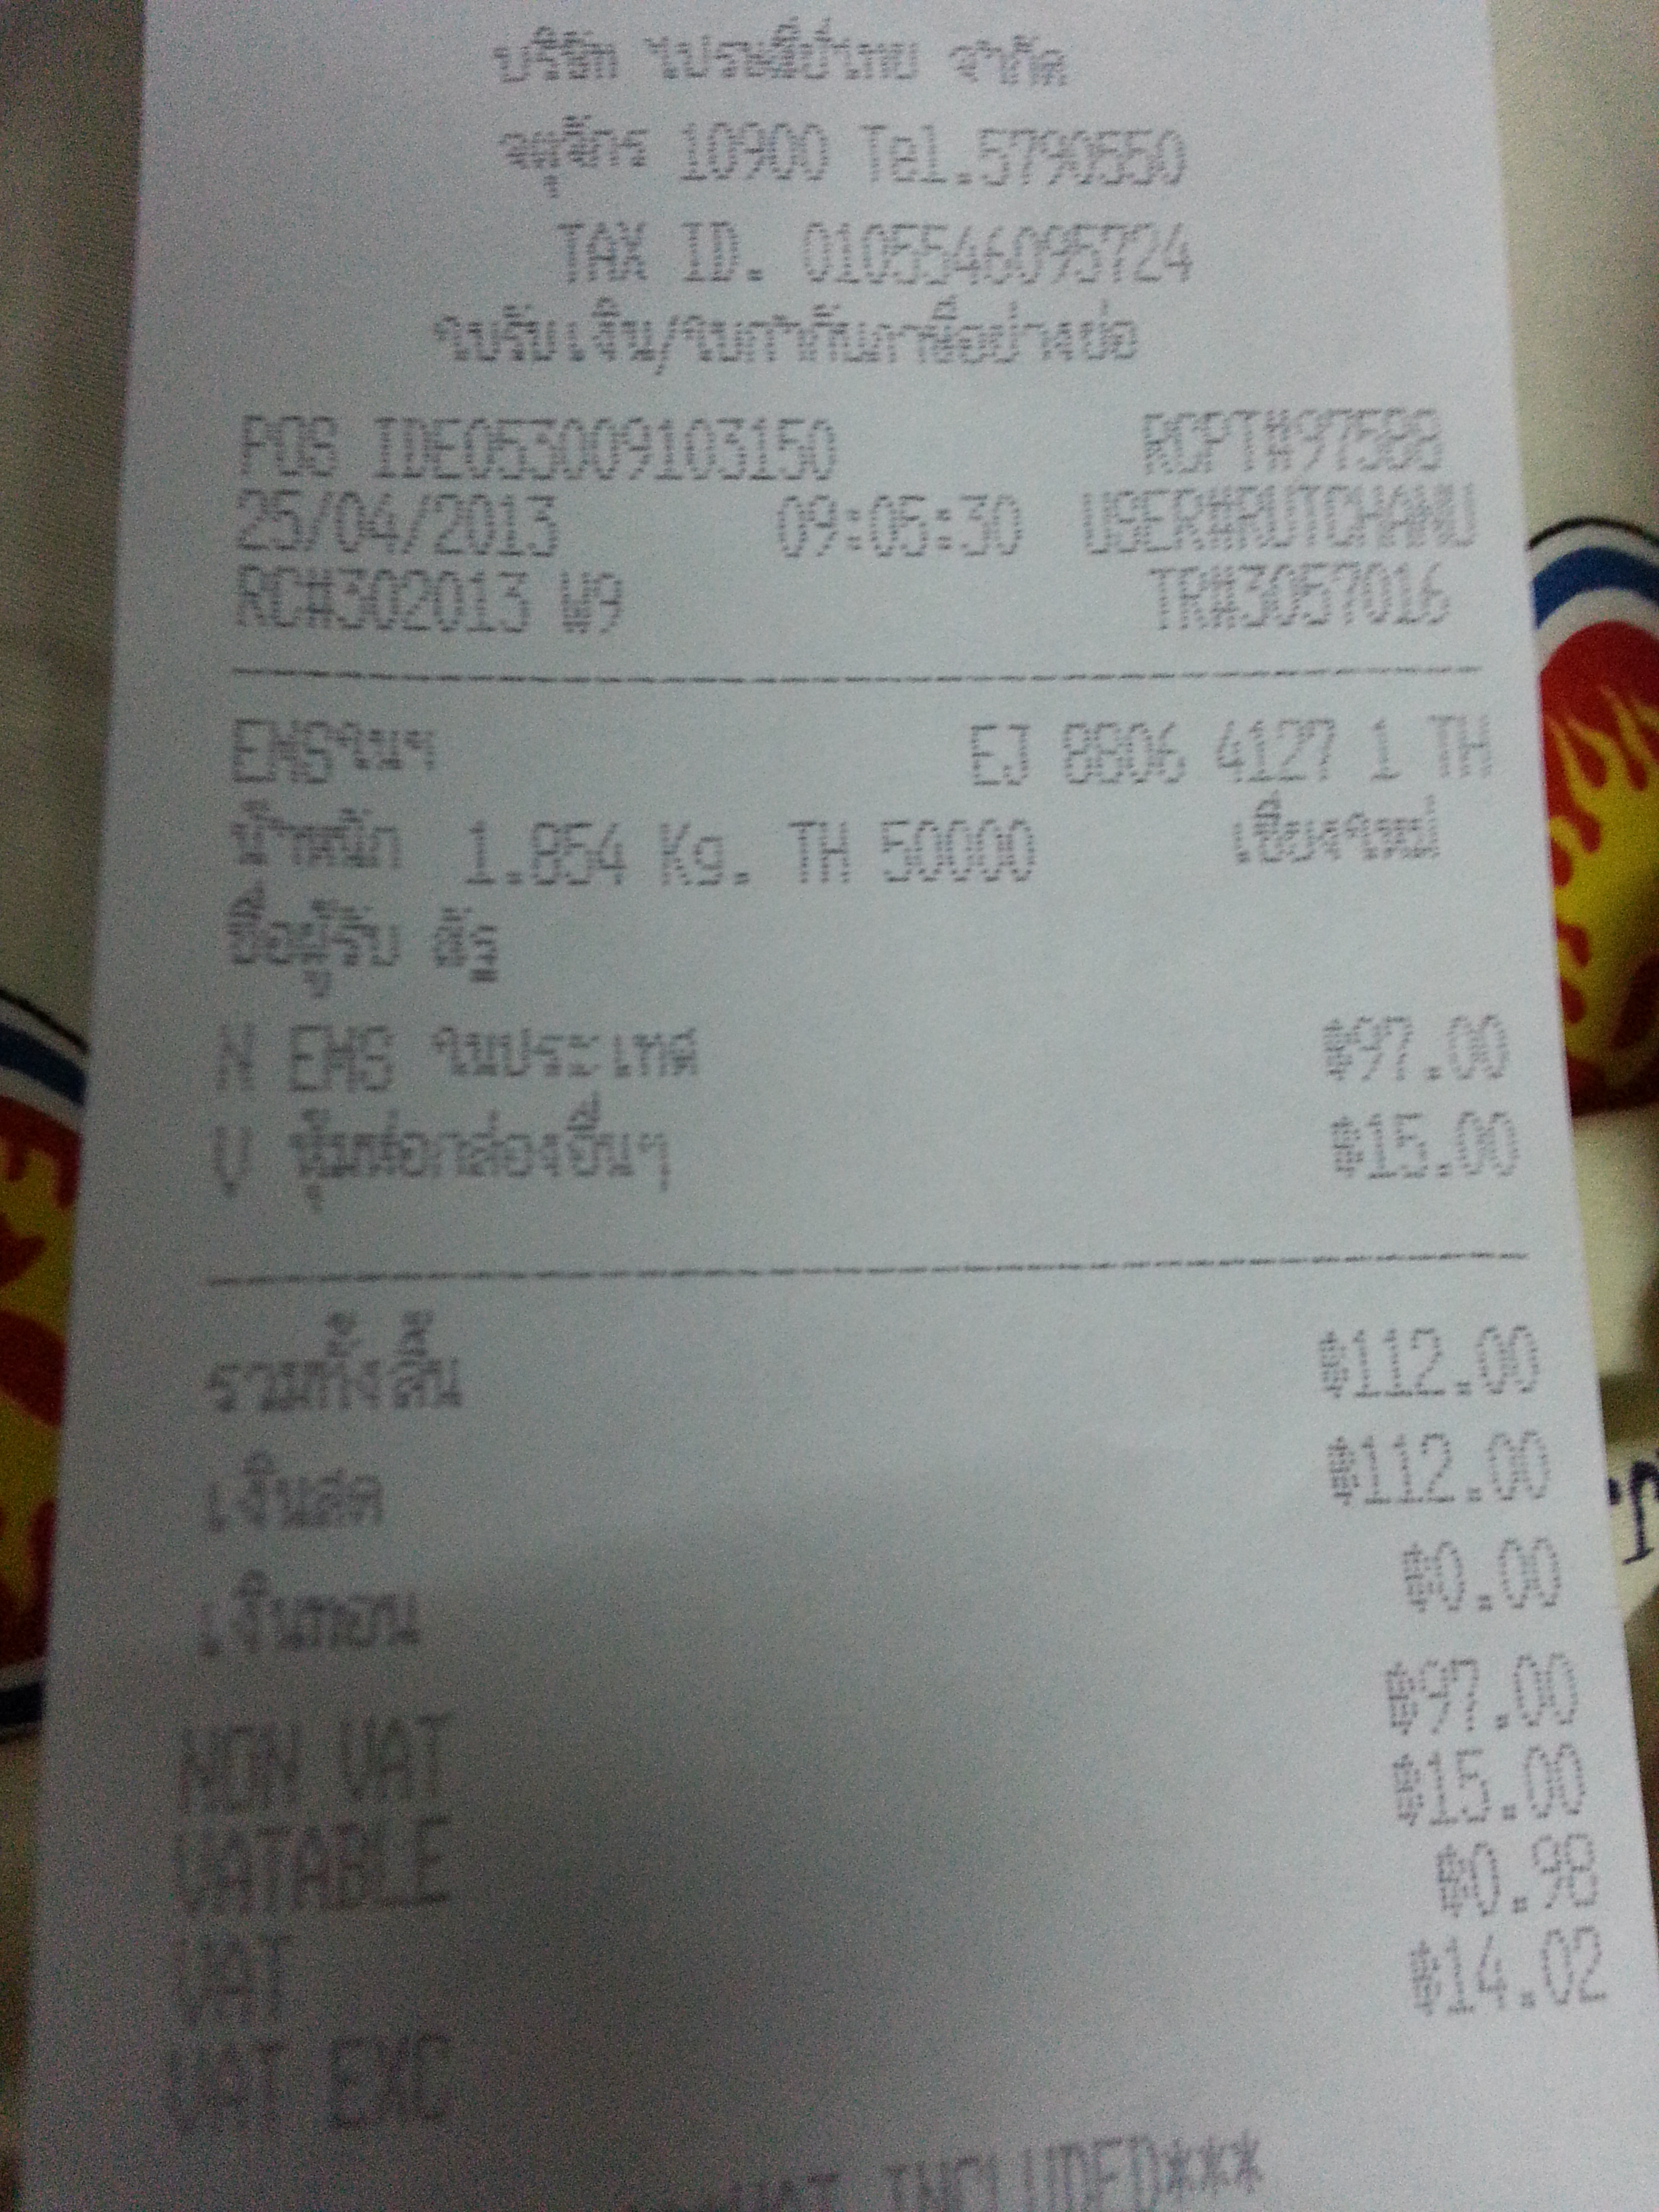 บริษัท ไปรษณีย์ไทย จำกัด
จตุจักร 10900 Tel.5790550
TAX ID. 0105546095724
ใบรับเงิน/ใบกำกับภาษีอย่างย่อ
POS IDE053009103150 RCPT#97588
25/04/2013 09:05:30 USER#RUTCHANU
RC#302013 W9 TR#3057016
EMSในฯ EJ 8806 4127 1 TH
น้ำหนัก 1.854 Kg. TH 50000 เชียงใหม่
ชื่อผู้รับ
N EMS ในประเทศ ฿97.00
V หุ้มห่อกล่องอื่นๆ ฿15.00
รวมทั้งสิ้น ฿112.00
เงินสด ฿112.00
เงินทอน ฿0.00
NON VAT ฿97.00
VATABLE ฿15.00
VAT ฿0.98
VAT EXC ฿14.02
VAT INCLUDED***